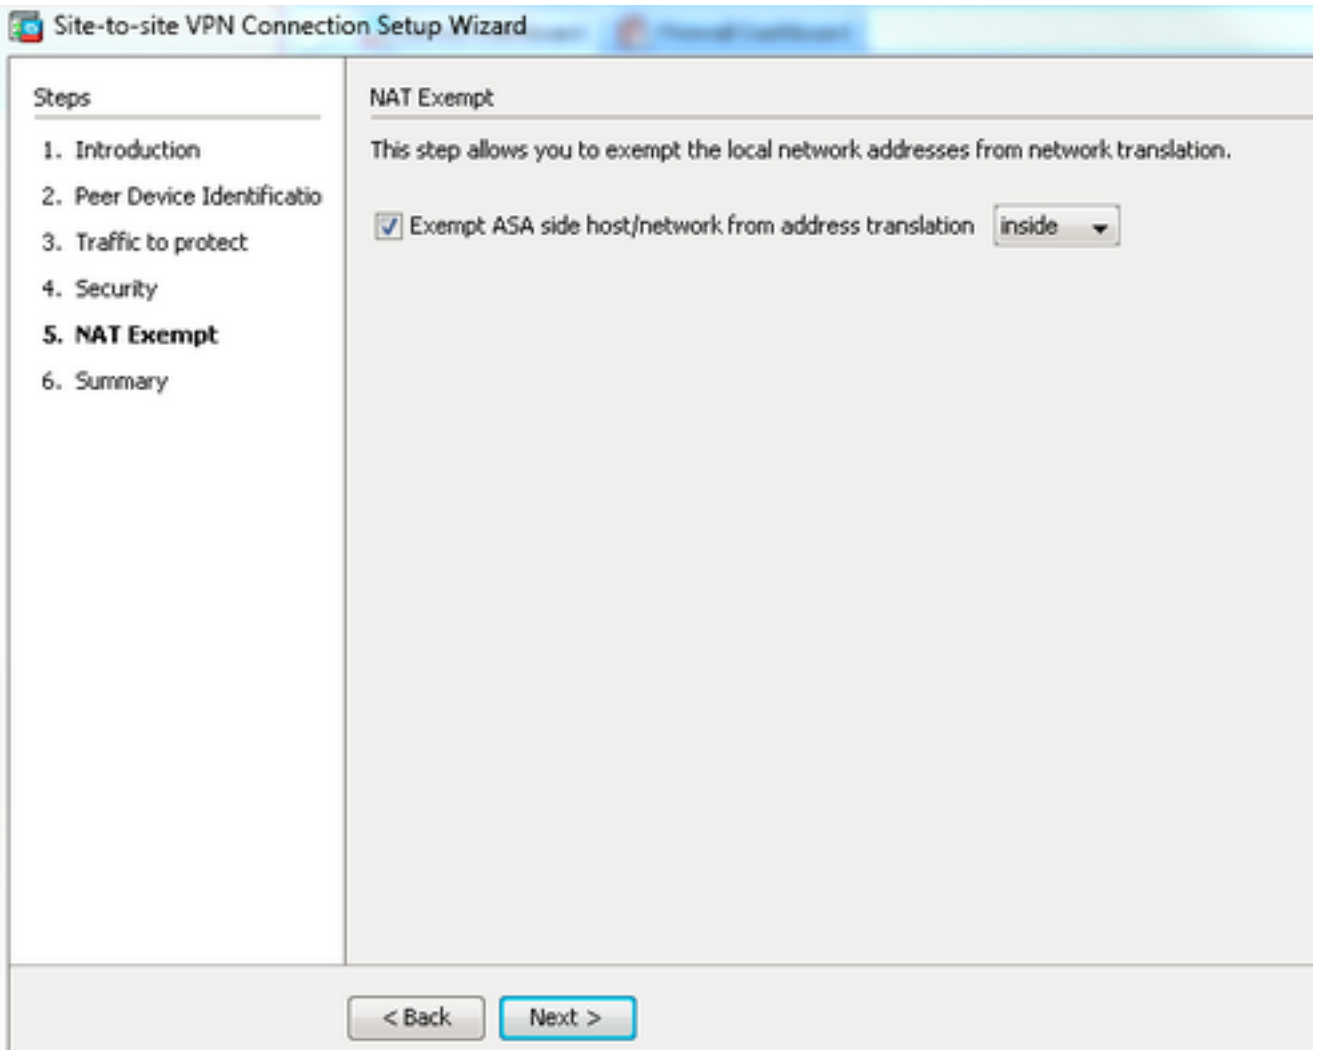 Site-to-site VPN Connection Setup Wizard
Steps
1. Introduction
2. Peer Device Identificatio
3. Traffic to protect
4. Security
5. NAT Exempt
6. Summary
NAT Exempt
This step allows you to exempt the local network addresses from network translation.
Exempt ASA side host/network from address translation inside
< Back Next >